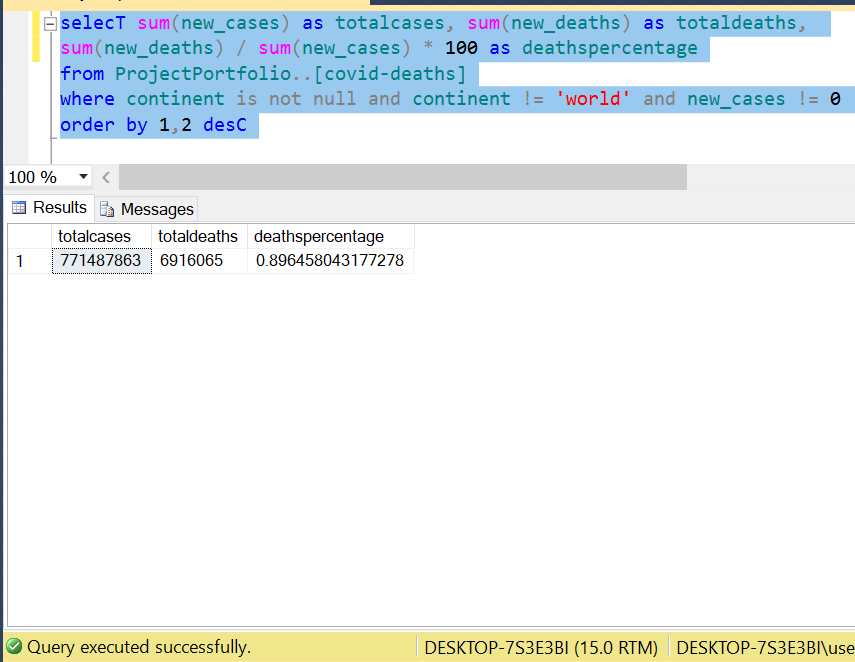 selecT sum(new_cases) as totalcases, sum(new_deaths) as totaldeaths,
sum(new_deaths) / sum(new_cases) * 100 as deathspercentage
from ProjectPortfolio..[covid-deaths]
where continent is not null and continent != 'world' and new_cases != 0
order by 1,2 desC
100 %
Results Messages
totalcases totaldeaths deathspercentage
1 771487863 6916065 0.896458043177278
Query executed successfully. DESKTOP-7S3E3BI (15.0 RTM) DESKTOP-7S3E3BI\use